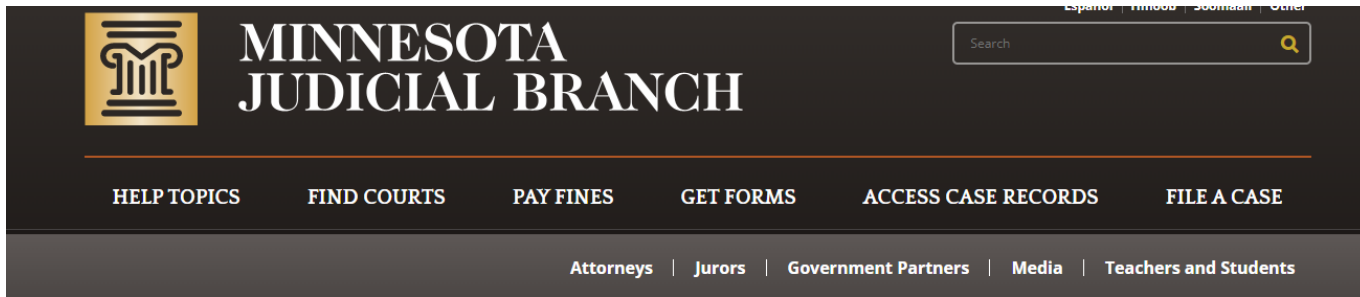 Español | Hmoob | Soomaali | Other
MINNESOTA
JUDICIAL BRANCH
Search
HELP TOPICS FIND COURTS PAY FINES GET FORMS ACCESS CASE RECORDS FILE A CASE
Attorneys | Jurors | Government Partners | Media | Teachers and Students